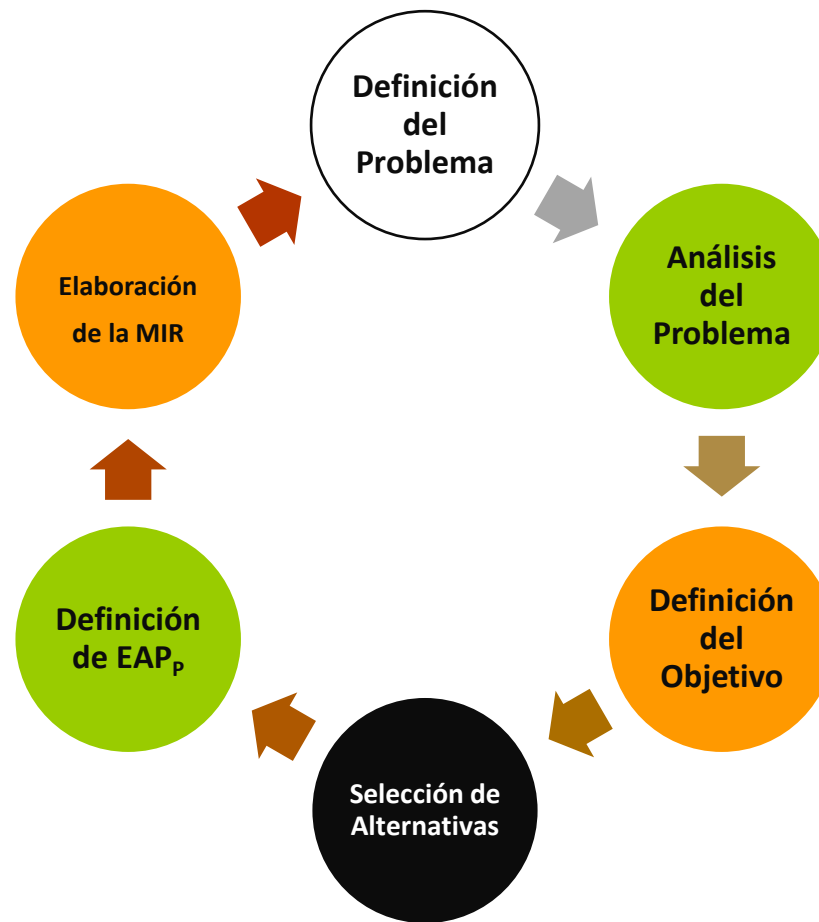 Definición
del
Problema
Análisis
del
Problema
Definición
del
Objetivo
Selección de
Alternativas
Definición
de EAPP
Elaboración
de la MIR